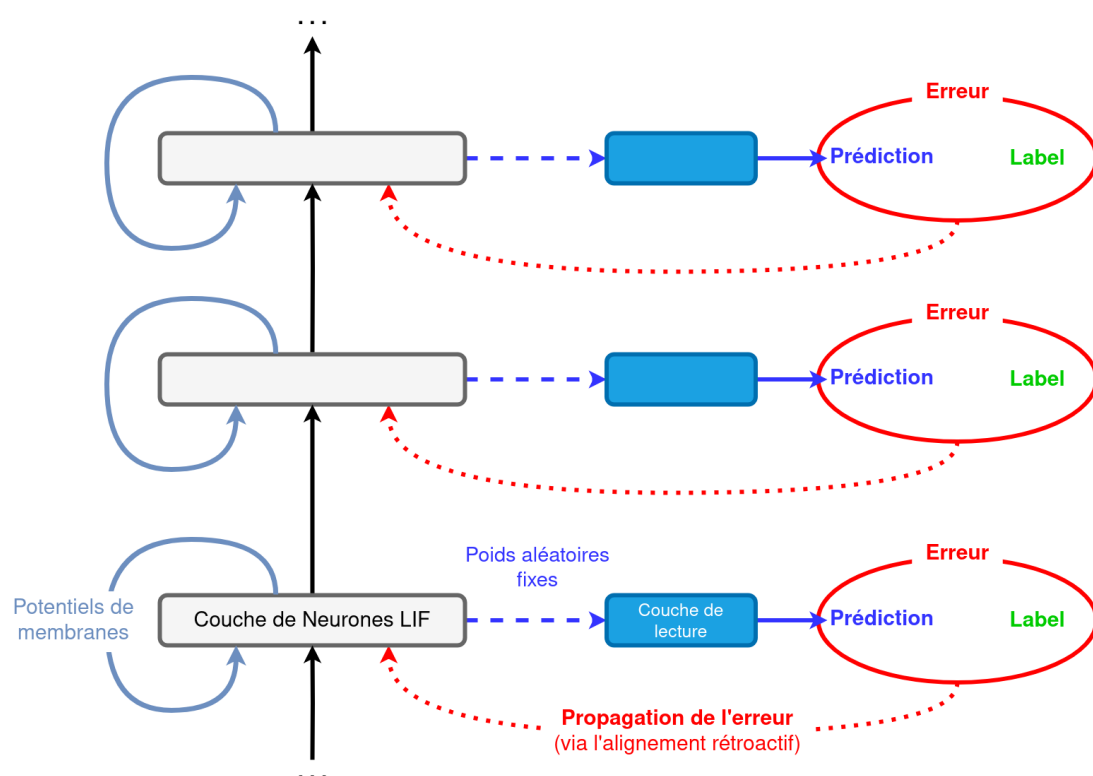 ...
Erreur
Prédiction
Label
Erreur
Prédiction
Label
Poids aléatoires
fixes
Erreur
Potentiels de
membranes
Couche de Neurones LIF
Couche de
lecture
Prédiction
Label
Propagation de l'erreur
(via l'alignement rétroactif)
...